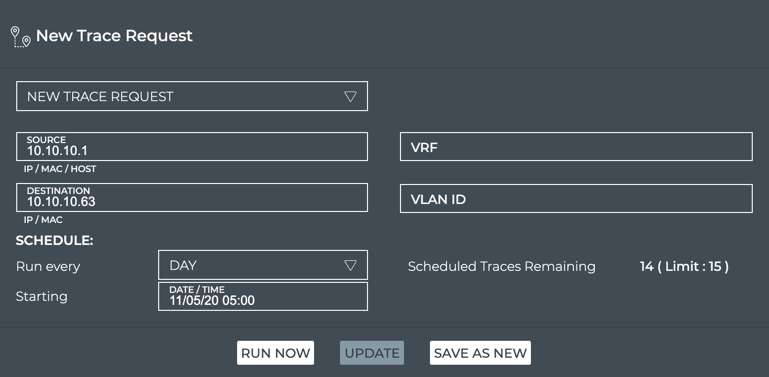 New Trace Request
NEW TRACE REQUEST
SOURCE
10.10.10.1
VRF
IP / MAC / HOST
DESTINATION
10.10.10.63
VLAN ID
IP / MAC
SCHEDULE:
Run every
DAY
Scheduled Traces Remaining 14 ( Limit : 15 )
Starting
DATE / TIME
11/05/20 05:00
RUN NOW UPDATE SAVE AS NEW